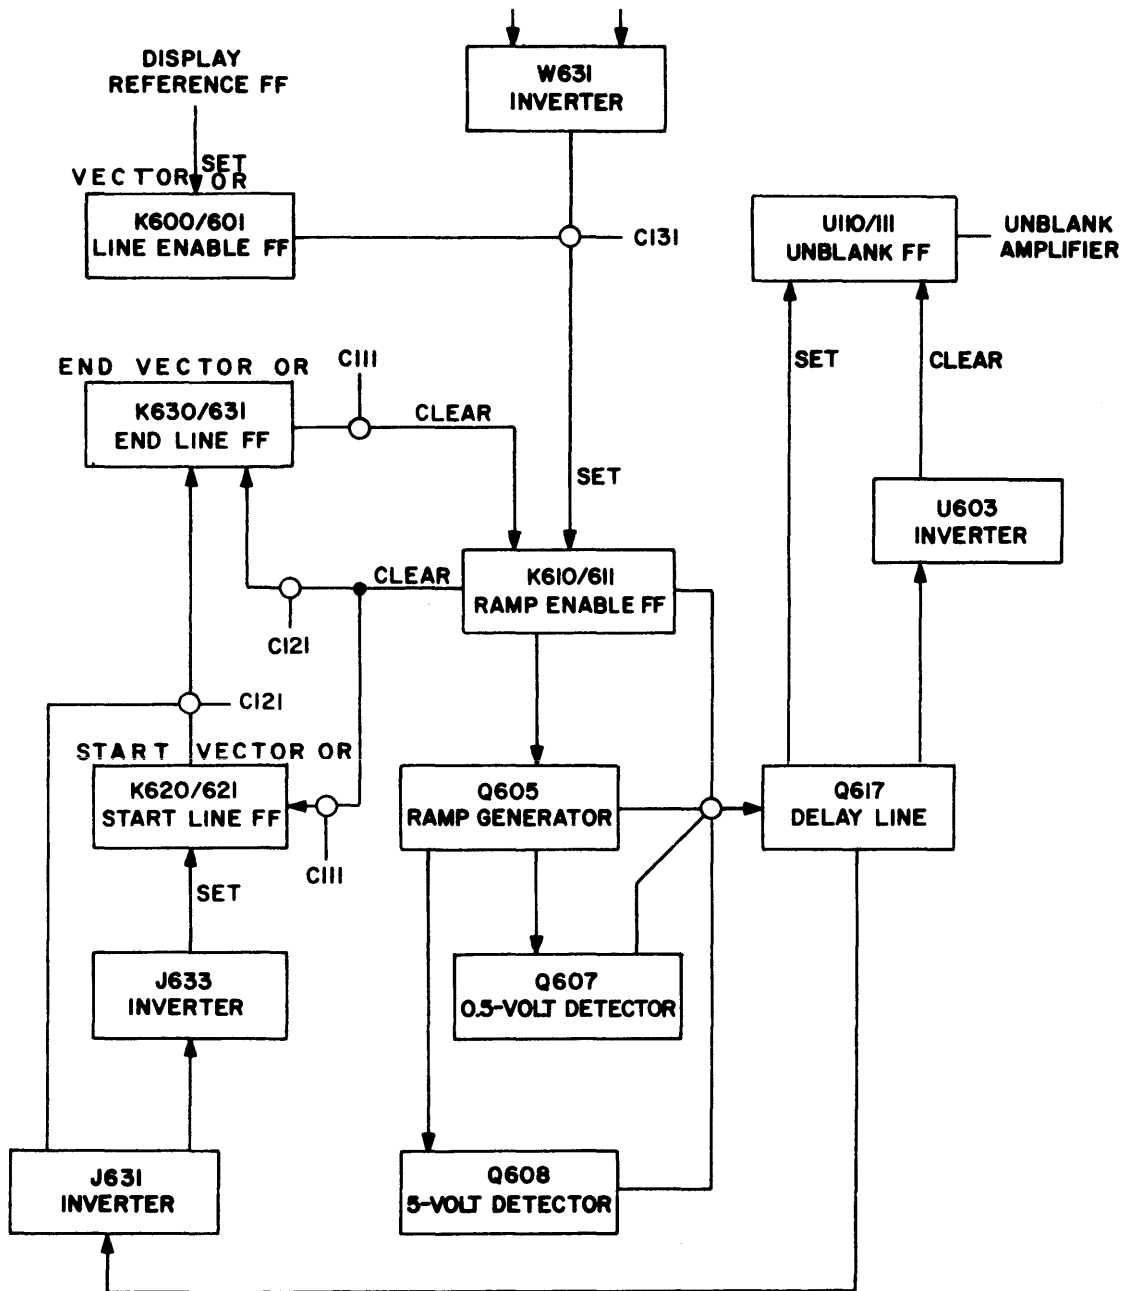 DISPLAY
REFERENCE FF
W631
INVERTER
SET
VECTOR OR
K600/601
LINE ENABLE FF
C131
U110/111
UNBLANK FF
UNBLANK
AMPLIFIER
SET
CLEAR
END VECTOR OR
K630/631
END LINE FF
C111
CLEAR
SET
U603
INVERTER
K610/611
RAMP ENABLE FF
CLEAR
C121
C121
START VECTOR OR
K620/621
START LINE FF
C111
SET
Q605
RAMP GENERATOR
Q617
DELAY LINE
J633
INVERTER
Q607
0.5-VOLT DETECTOR
J631
INVERTER
Q608
5-VOLT DETECTOR